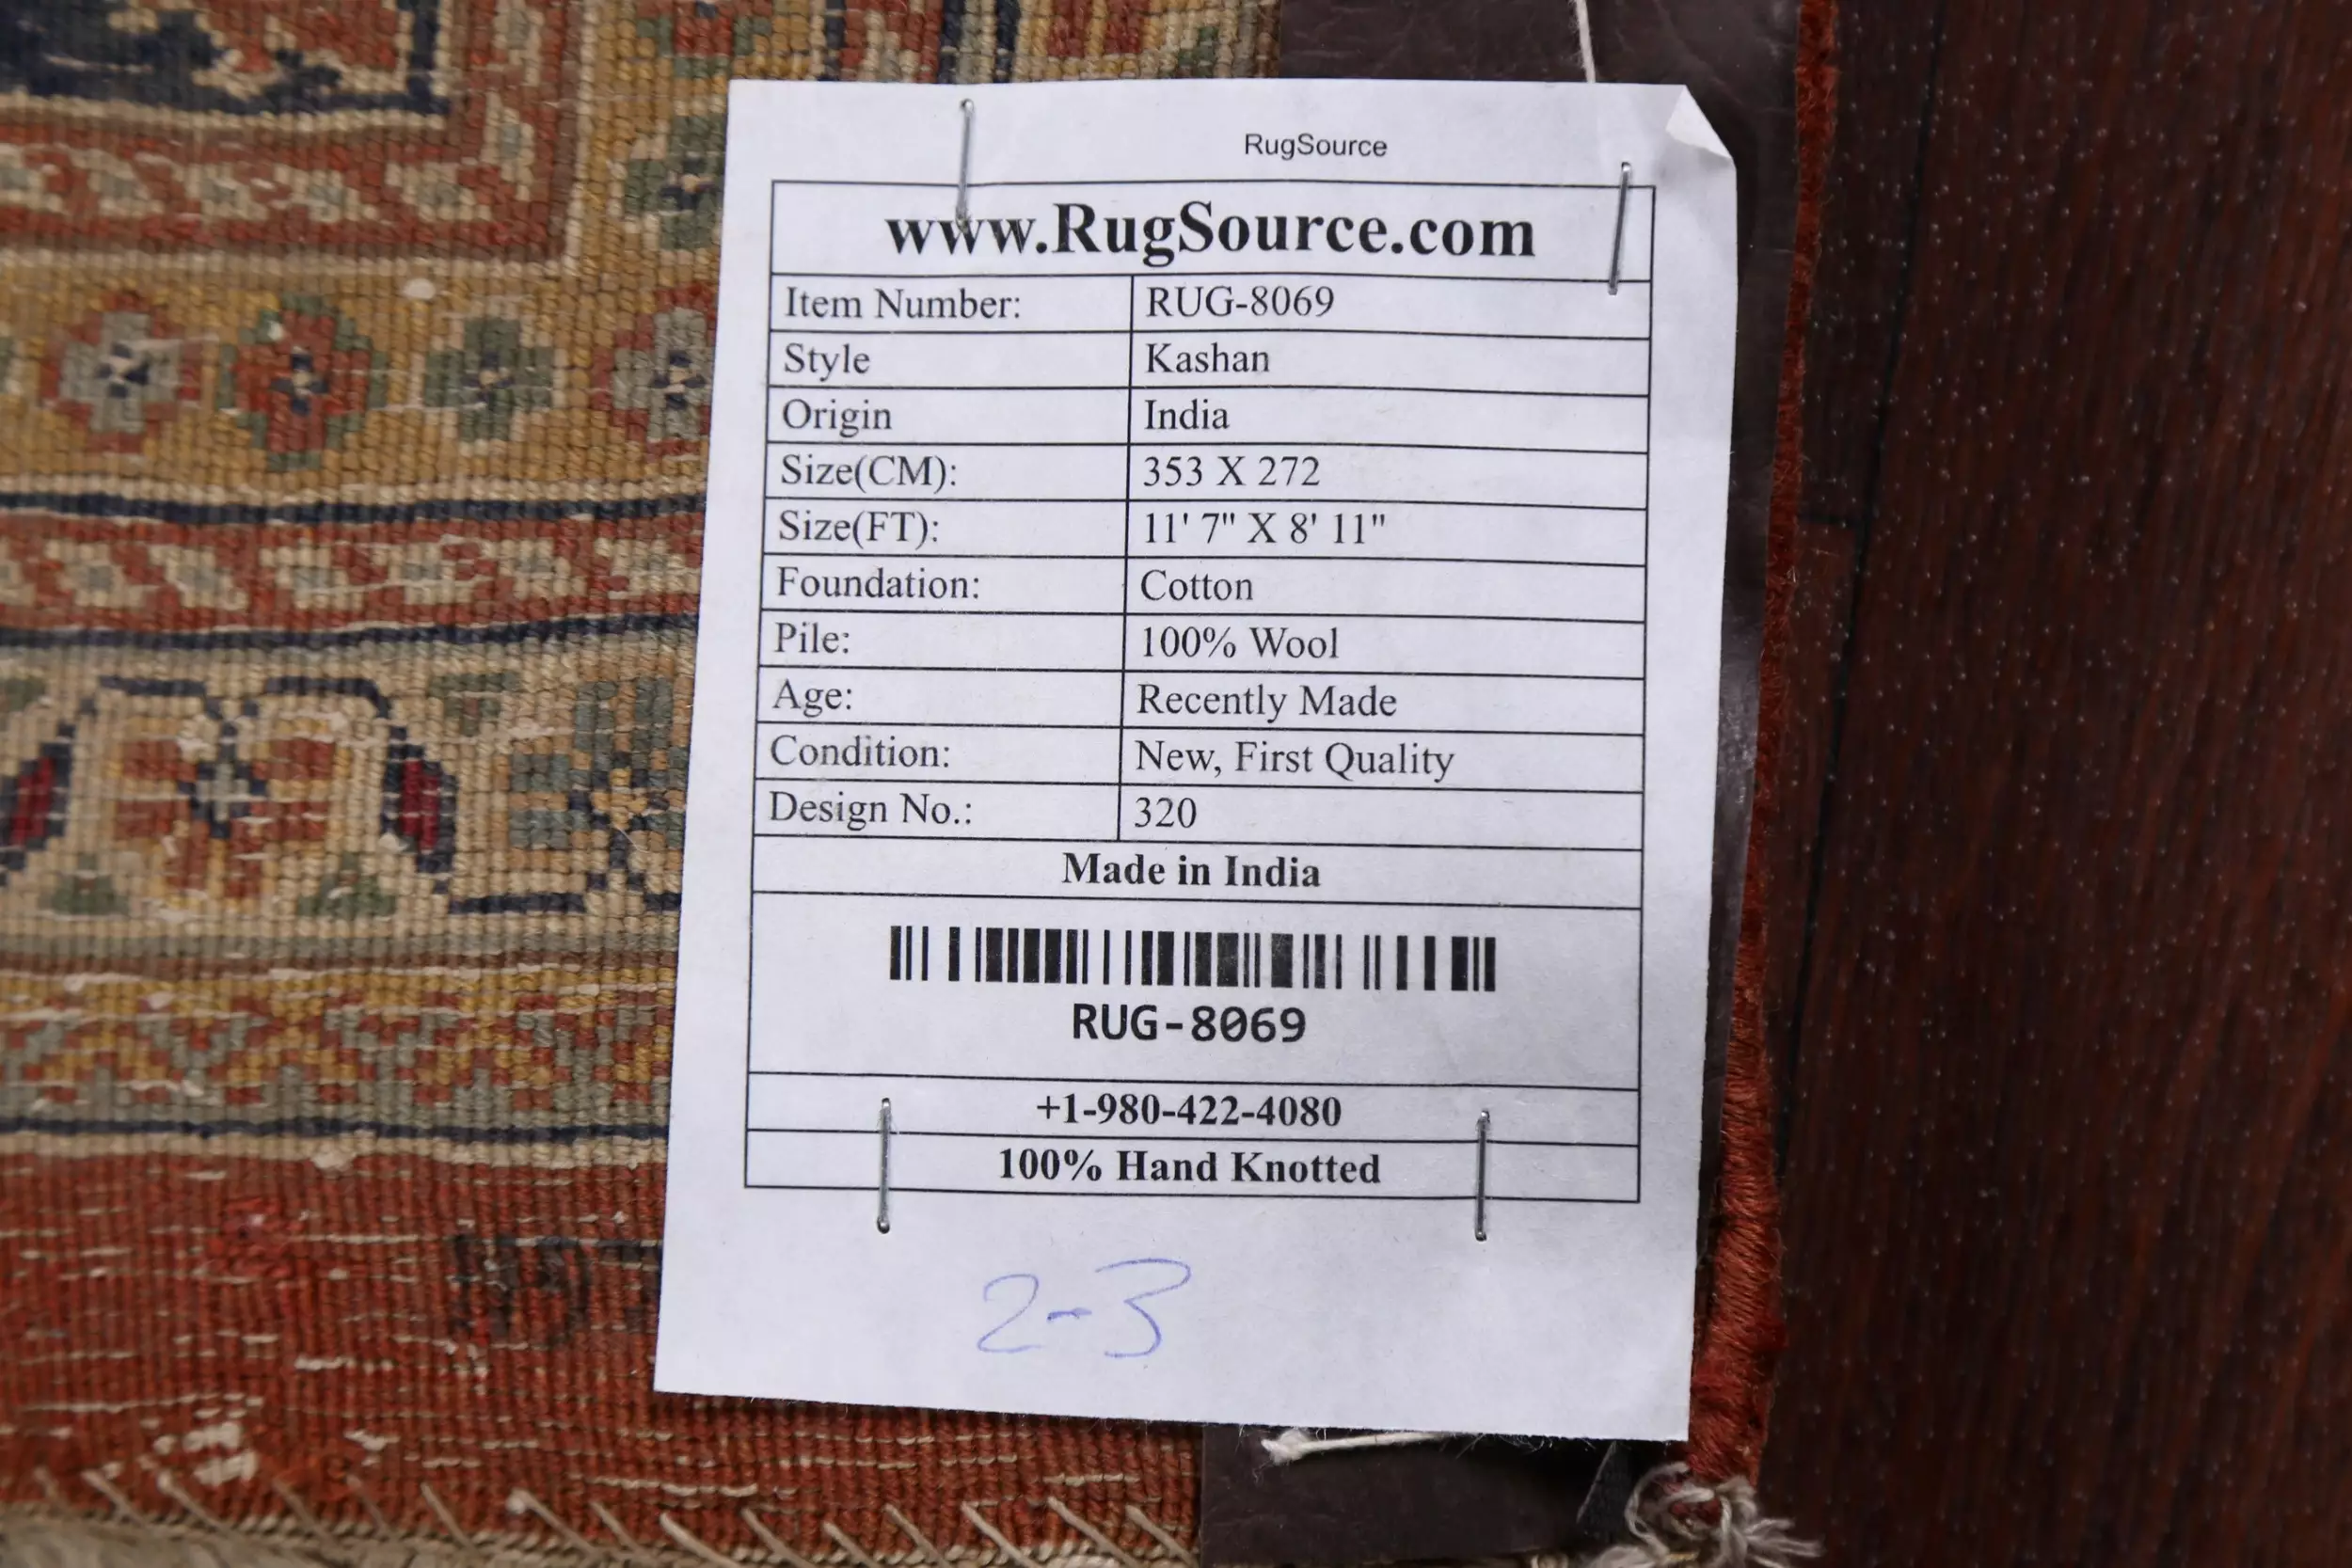 RugSource
www.RugSource.com
Item Number: RUG-8069
Style Kashan
Origin India
Size(CM): 353 X 272
Size(FT): 11' 7" X 8' 11"
Foundation: Cotton
Pile: 100% Wool
Age: Recently Made
Condition: New, First Quality
Design No.: 320
Made in India
RUG-8069
+1-980-422-4080
100% Hand Knotted
2-3